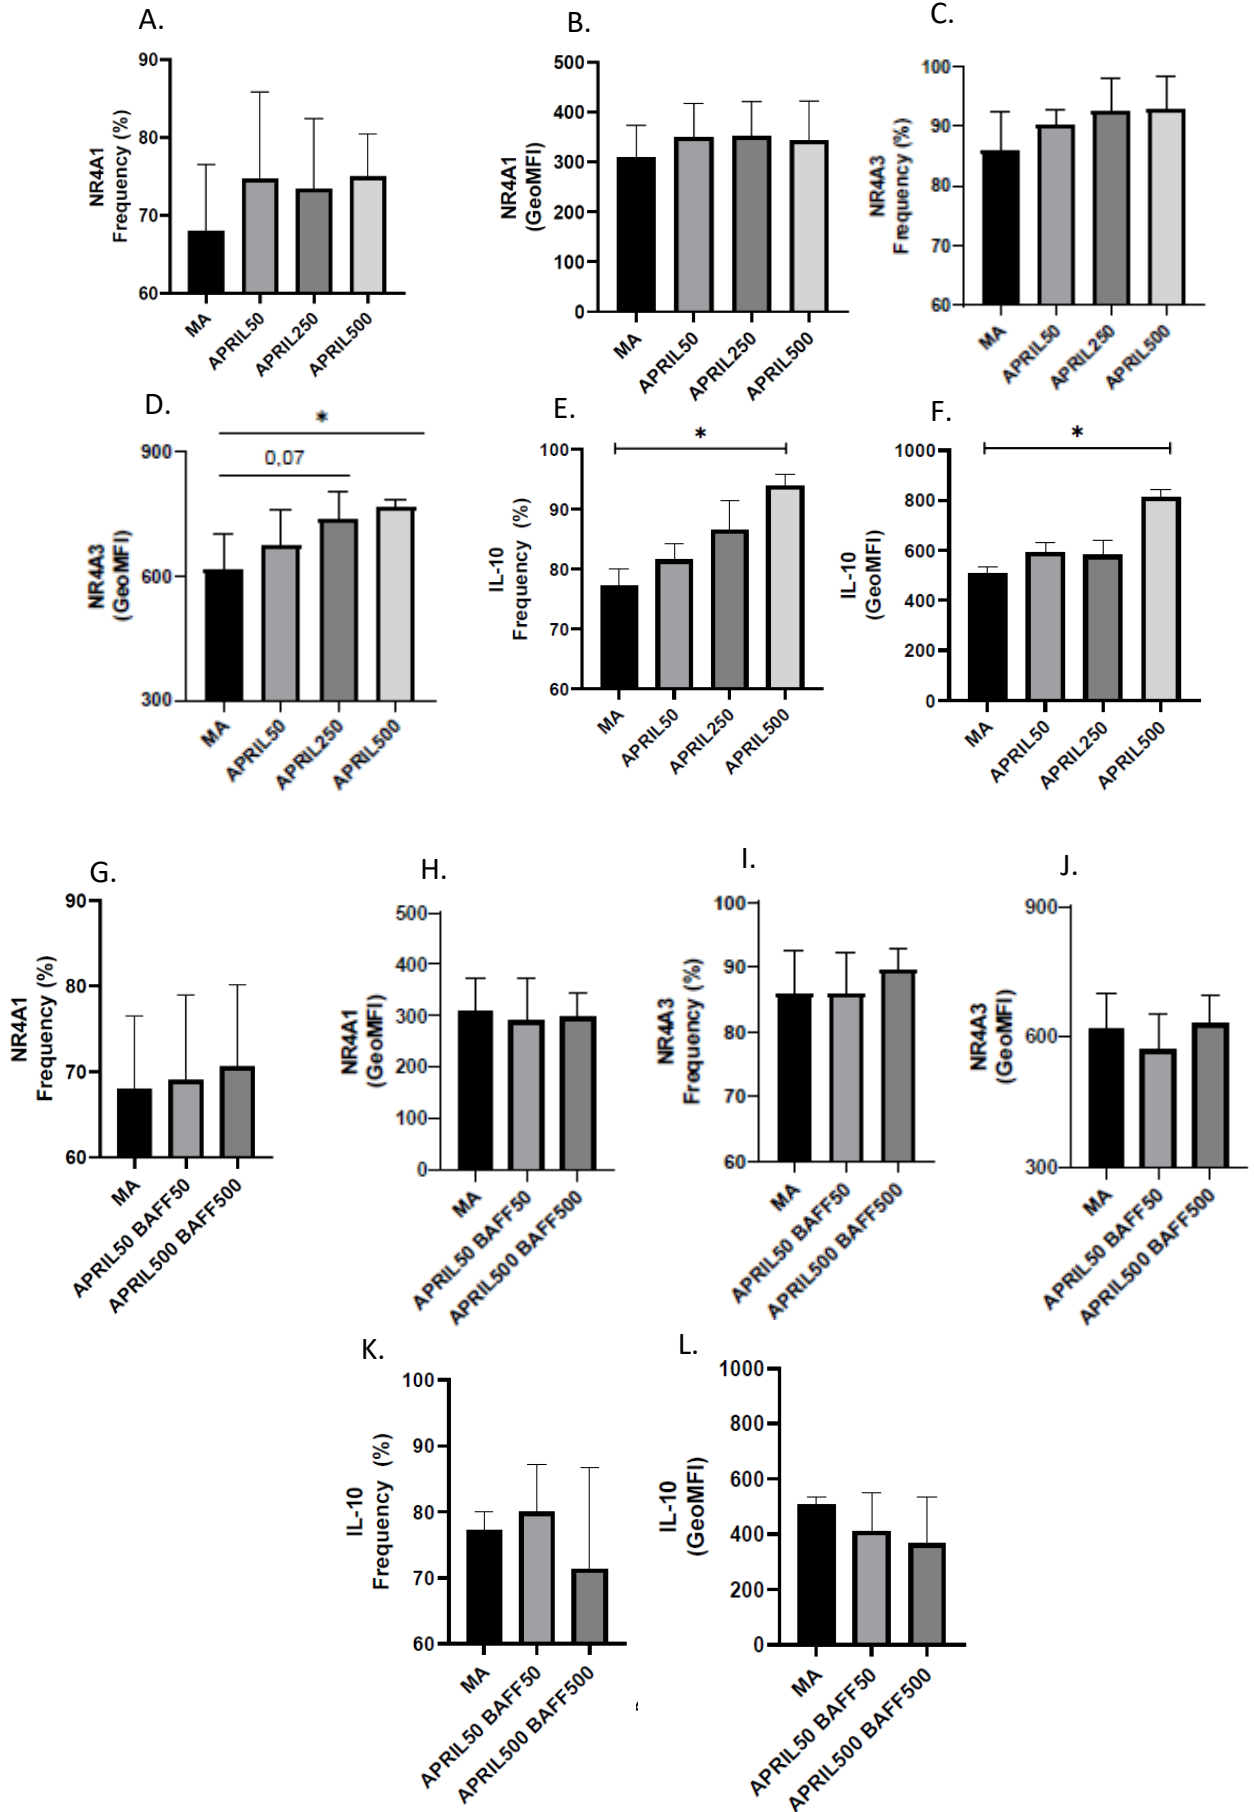 A.
90
80
70
60
NR4A1
Frequency (%)
MA
APRIL50
APRIL250
APRIL500
B.
500
400
300
200
100
0
NR4A1
(GeoMFI)
MA
APRIL50
APRIL250
APRIL500
C.
100
90
80
70
60
NR4A3
Frequency (%)
MA
APRIL50
APRIL250
APRIL500
D.
*
0,07
900
600
300
NR4A3
(GeoMFI)
MA
APRIL50
APRIL250
APRIL500
E.
*
100
90
80
70
60
IL-10
Frequency (%)
MA
APRIL50
APRIL250
APRIL500
F.
*
1000
800
600
400
200
0
IL-10
(GeoMFI)
MA
APRIL50
APRIL250
APRIL500
G.
90
80
70
60
NR4A1
Frequency (%)
MA
APRIL50 BAFF50
APRIL500 BAFF500
H.
500
400
300
200
100
0
NR4A1
(GeoMFI)
MA
APRIL50 BAFF50
APRIL500 BAFF500
I.
100
90
80
70
60
NR4A3
Frequency (%)
MA
APRIL50 BAFF50
APRIL500 BAFF500
J.
900
600
300
NR4A3
(GeoMFI)
MA
APRIL50 BAFF50
APRIL500 BAFF500
K.
100
90
80
70
60
IL-10
Frequency (%)
MA
APRIL50 BAFF50
APRIL500 BAFF500
L.
1000
800
600
400
200
0
IL-10
(GeoMFI)
MA
APRIL50 BAFF50
APRIL500 BAFF500